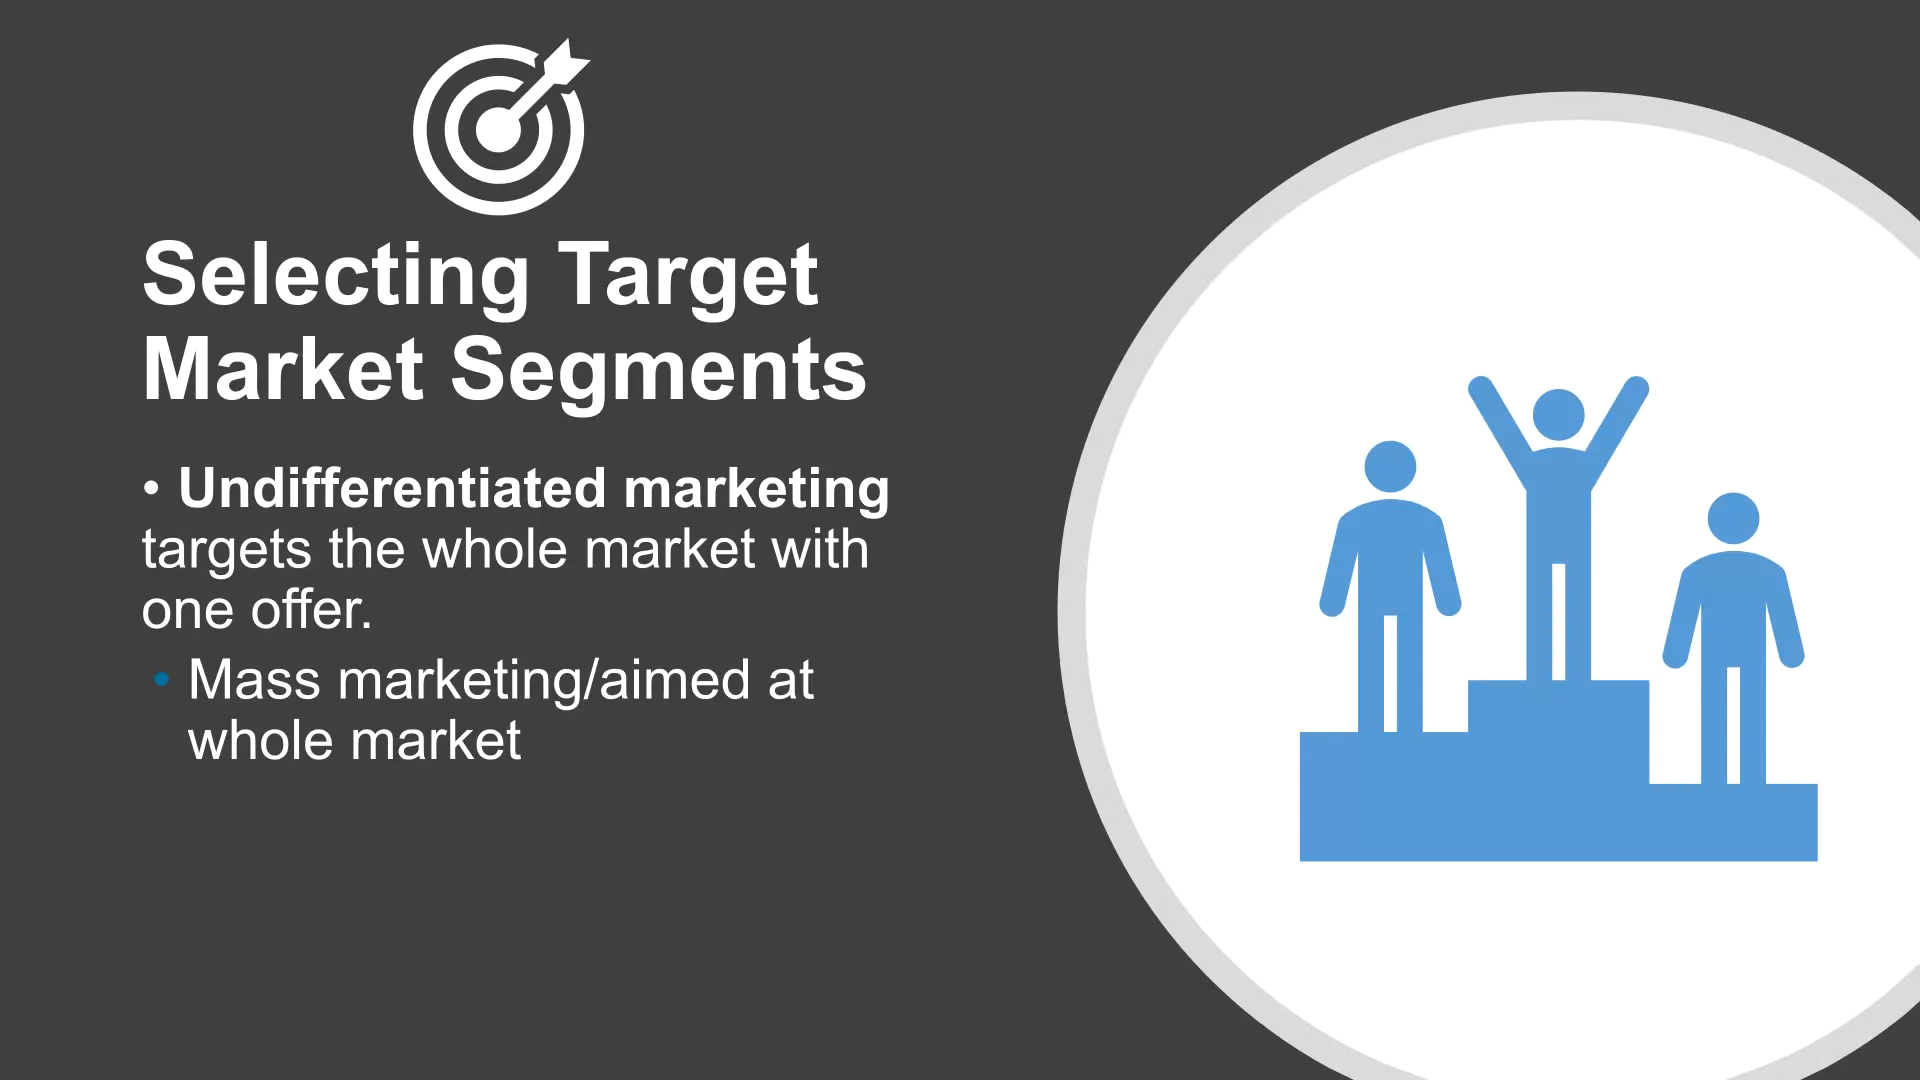 Selecting Target
Market Segments
• Undifferentiated marketing
targets the whole market with
one offer.
• Mass marketing/aimed at
whole market